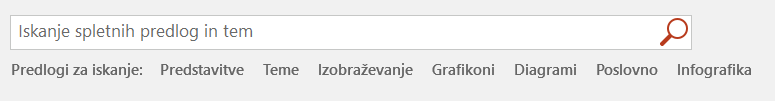 Iskanje spletnih predlog in tem
Predlogi za iskanje: Predstavitve Teme Izobraževanje Grafikoni Diagrami Poslovno Infografika